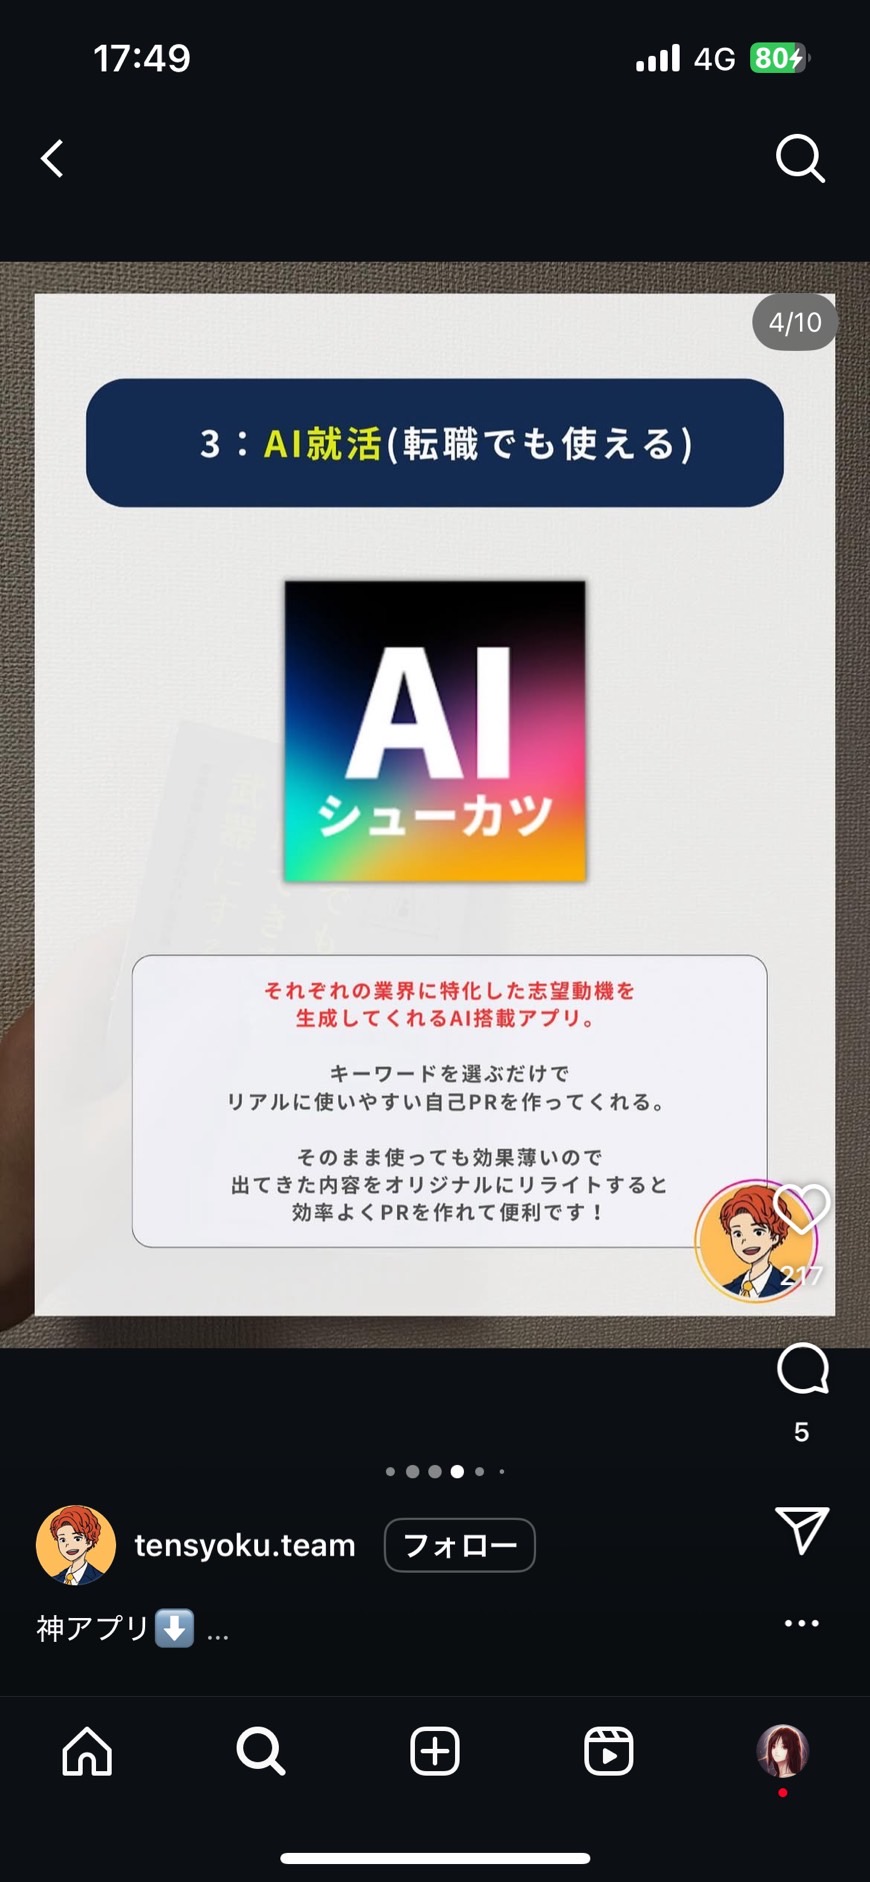 17:49
4G
80
4/10
3：AI就活(転職でも使える)
AI
シューカツ
それぞれの業界に特化した志望動機を
生成してくれるAI搭載アプリ。
キーワードを選ぶだけで
リアルに使いやすい自己PRを作ってくれる。
そのまま使っても効果薄いので
出てきた内容をオリジナルにリライトすると
効率よくPRを作れて便利です！
217
5
tensyoku.team
フォロー
神アプリ⬇️ ...